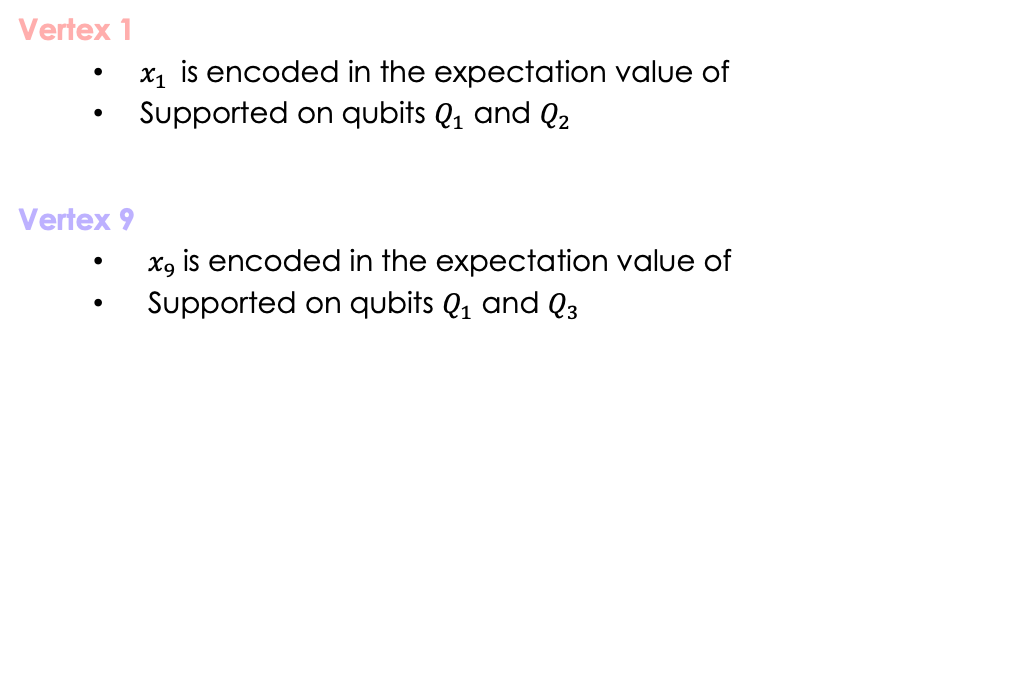 Vertex 1
• x₁ is encoded in the expectation value of
• Supported on qubits Q₁ and Q₂
Vertex 9
• x₉ is encoded in the expectation value of
• Supported on qubits Q₁ and Q₃